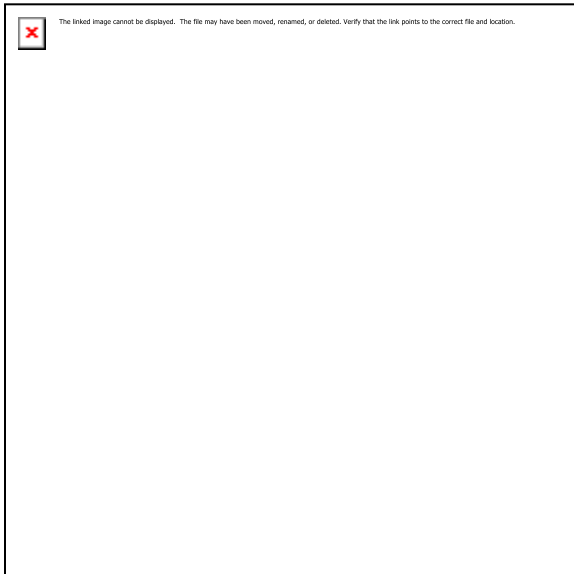 The linked image cannot be displayed. The file may have been moved, renamed, or deleted. Verify that the link points to the correct file and location.